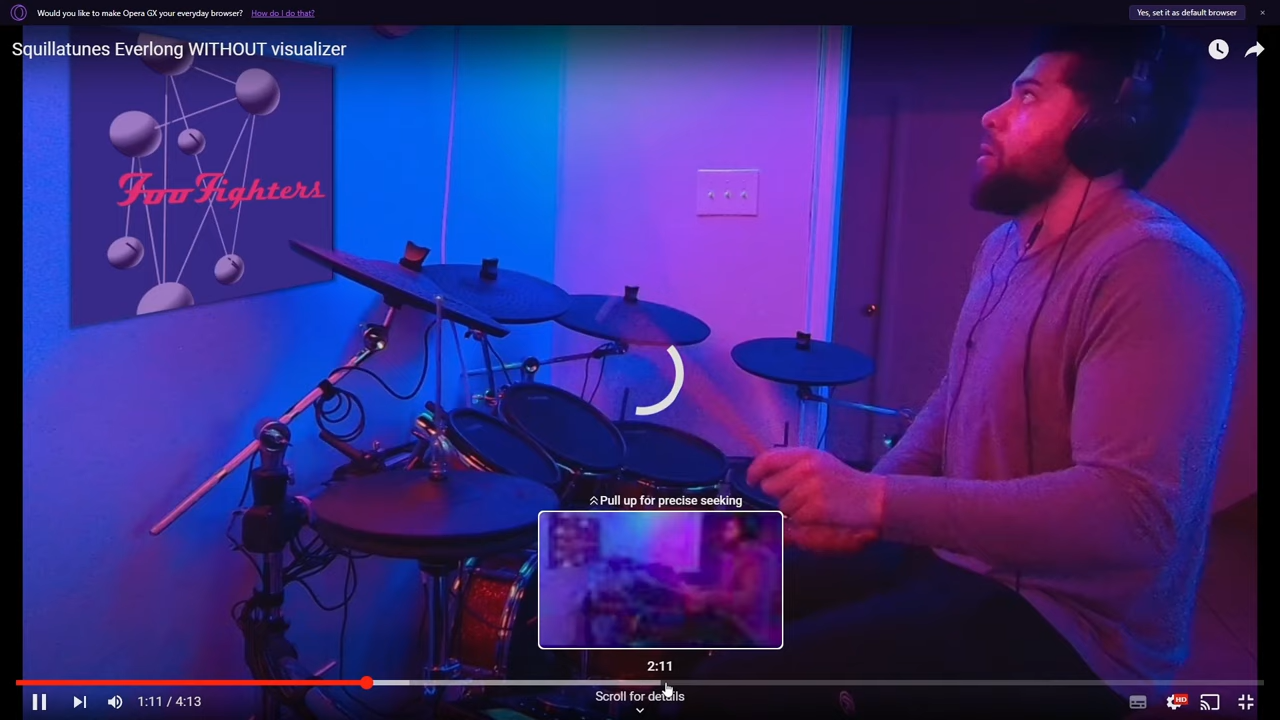 Would you like to make Opera GX your everyday browser? How do I do that?
Yes, set it as default browser
Squillatunes Everlong WITHOUT visualizer
Foo Fighters
Pull up for precise seeking
2:11
1:11 / 4:13
Scroll for details
HD